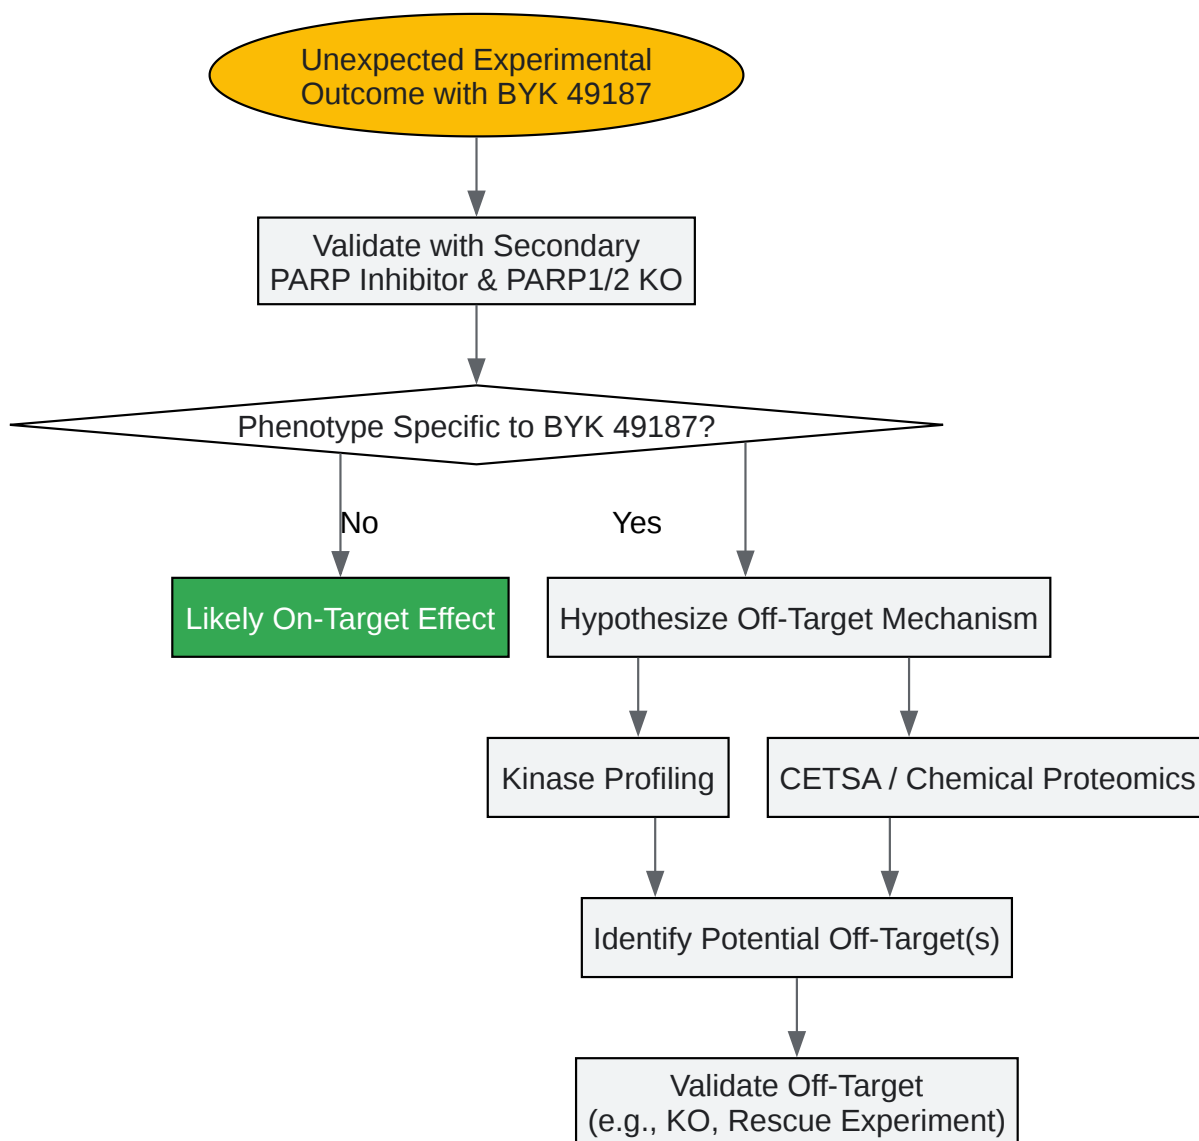 Unexpected Experimental
Outcome with BYK 49187
Validate with Secondary
PARP Inhibitor & PARP1/2 KO
Phenotype Specific to BYK 49187?
No
Yes
Likely On-Target Effect
Hypothesize Off-Target Mechanism
Kinase Profiling
CETSA / Chemical Proteomics
Identify Potential Off-Target(s)
Validate Off-Target
(e.g., KO, Rescue Experiment)